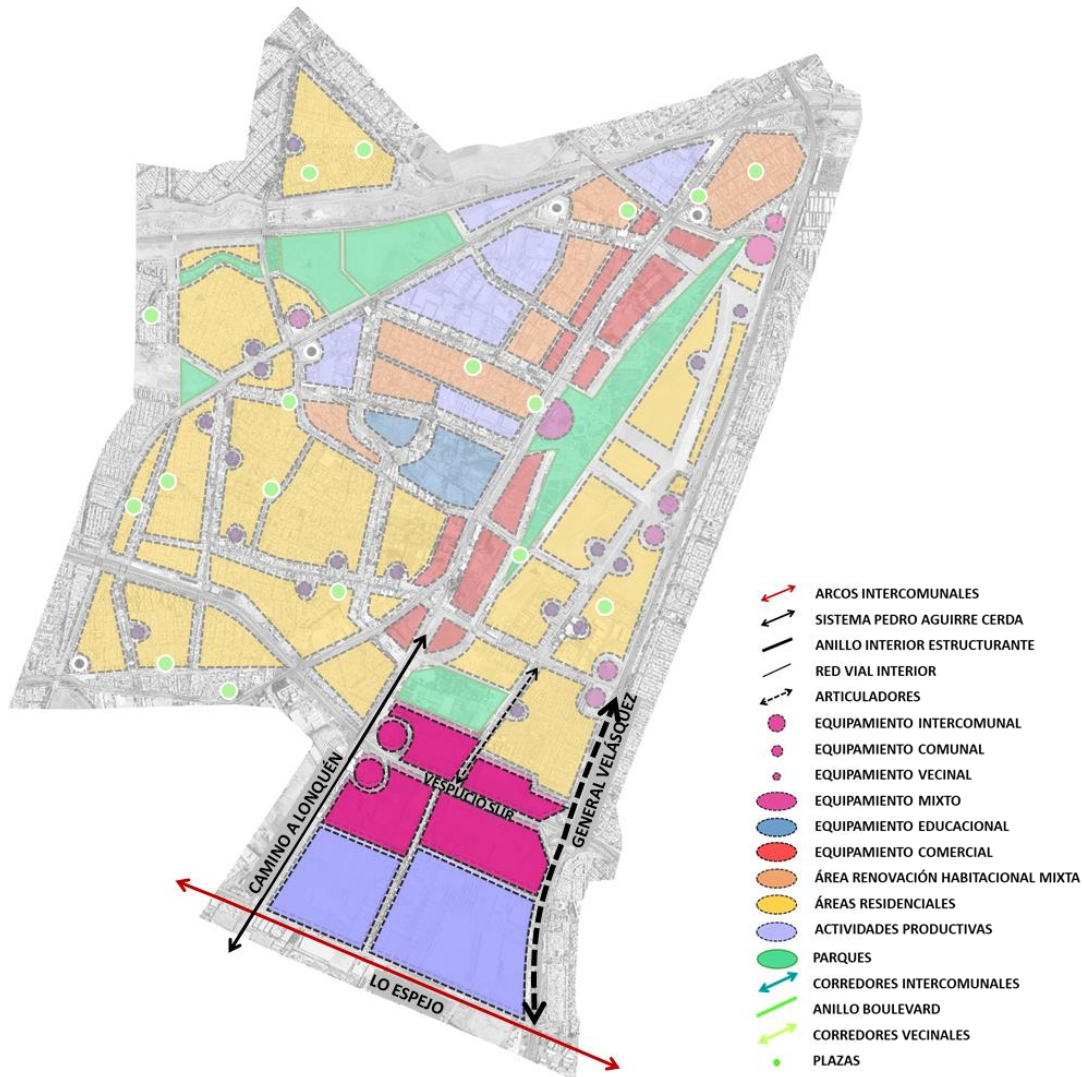 CAMINO A LONQUÉN
VESPUCIO SUR
GENERAL VELÁSQUEZ
LO ESPEJO
ARCOS INTERCOMUNALES
SISTEMA PEDRO AGUIRRE CERDA
ANILLO INTERIOR ESTRUCTURANTE
RED VIAL INTERIOR
ARTICULADORES
EQUIPAMIENTO INTERCOMUNAL
EQUIPAMIENTO COMUNAL
EQUIPAMIENTO VECINAL
EQUIPAMIENTO MIXTO
EQUIPAMIENTO EDUCACIONAL
EQUIPAMIENTO COMERCIAL
ÁREA RENOVACIÓN HABITACIONAL MIXTA
ÁREAS RESIDENCIALES
ACTIVIDADES PRODUCTIVAS
PARQUES
CORREDORES INTERCOMUNALES
ANILLO BOULEVARD
CORREDORES VECINALES
PLAZAS